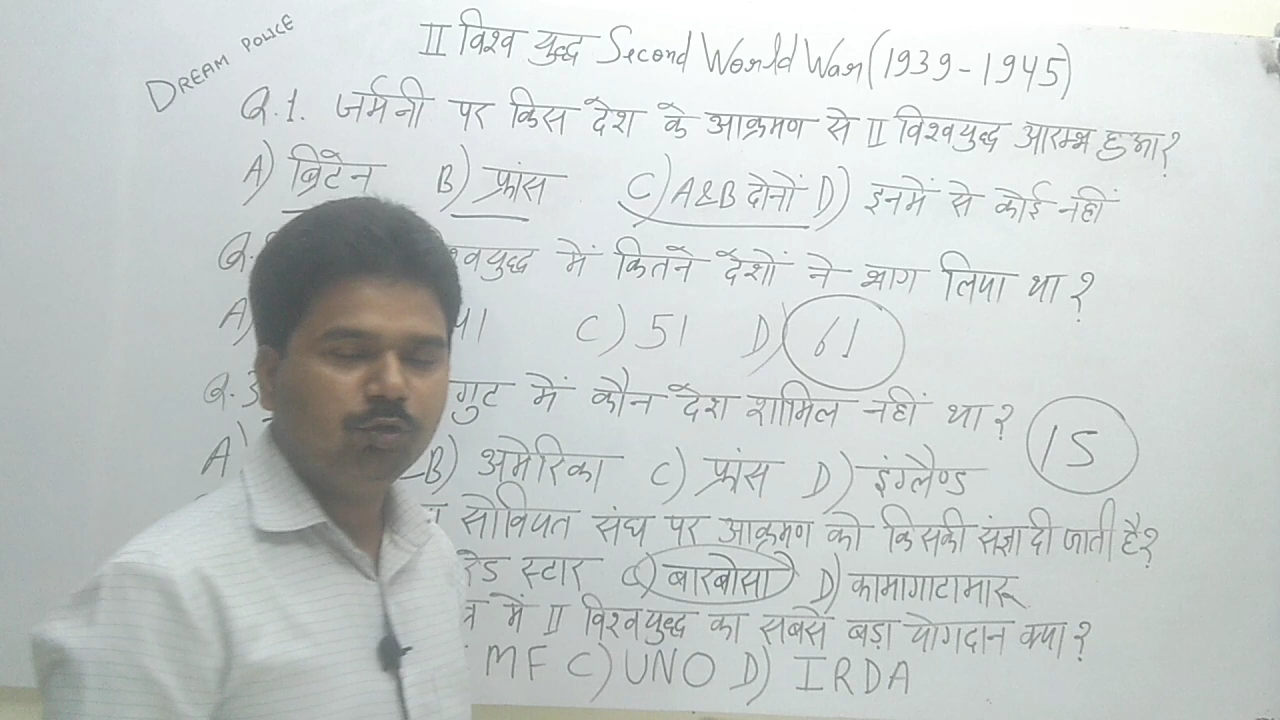 DREAM POLICE
II विश्व युद्ध Second World War (1939-1945)
Q.1. जर्मनी पर किस देश के आक्रमण से II विश्वयुद्ध आरम्भ हुआ?
A) ब्रिटेन B) फ्रांस C) A&B दोनों D) इनमें से कोई नहीं
Q. युद्ध में कितने देशों ने भाग लिया था?
A) C) 51 D) 61
Q.3 गुट में कौन देश शामिल नहीं था?
15
A) B) अमेरिका C) फ्रांस D) इंग्लैण्ड
सोवियत संघ पर आक्रमण को किसकी संज्ञा दी जाती है?
रेड स्टार C) बारबोसा D) कामागाटामारू
में II विश्वयुद्ध का सबसे बड़ा योगदान क्या?
MF C) UNO D) IRDA